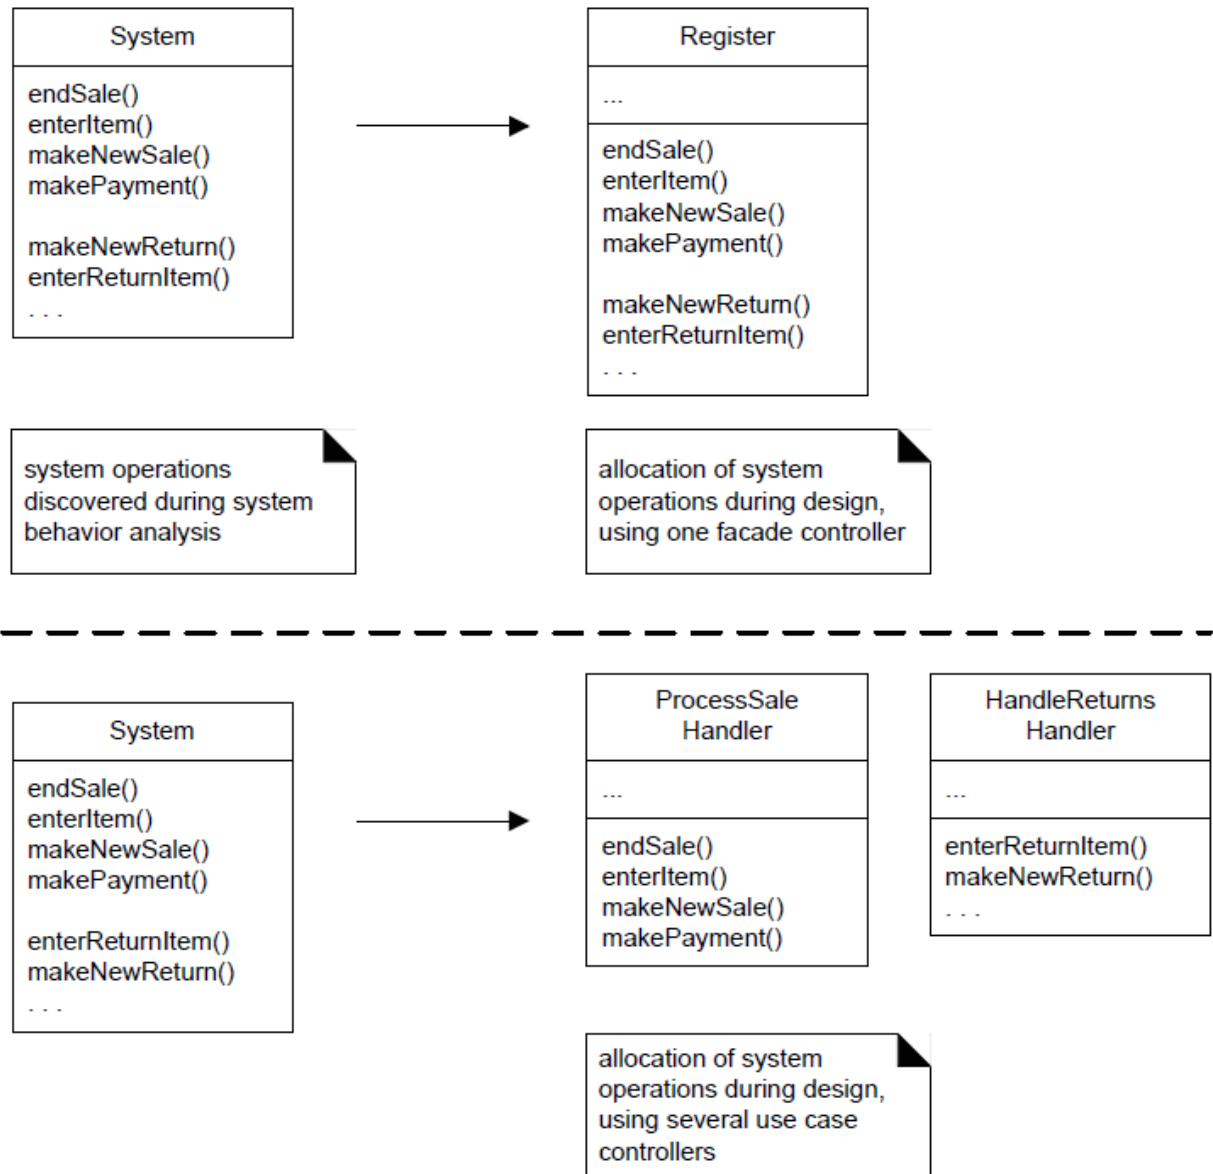 System
endSale()
enterItem()
makeNewSale()
makePayment()
makeNewReturn()
enterReturnItem()
. . .
Register
...
endSale()
enterItem()
makeNewSale()
makePayment()
makeNewReturn()
enterReturnItem()
. . .
system operations
discovered during system
behavior analysis
allocation of system
operations during design,
using one facade controller
System
endSale()
enterItem()
makeNewSale()
makePayment()
enterReturnItem()
makeNewReturn()
. . .
ProcessSale
Handler
...
endSale()
enterItem()
makeNewSale()
makePayment()
HandleReturns
Handler
...
enterReturnItem()
makeNewReturn()
. . .
allocation of system
operations during design,
using several use case
controllers